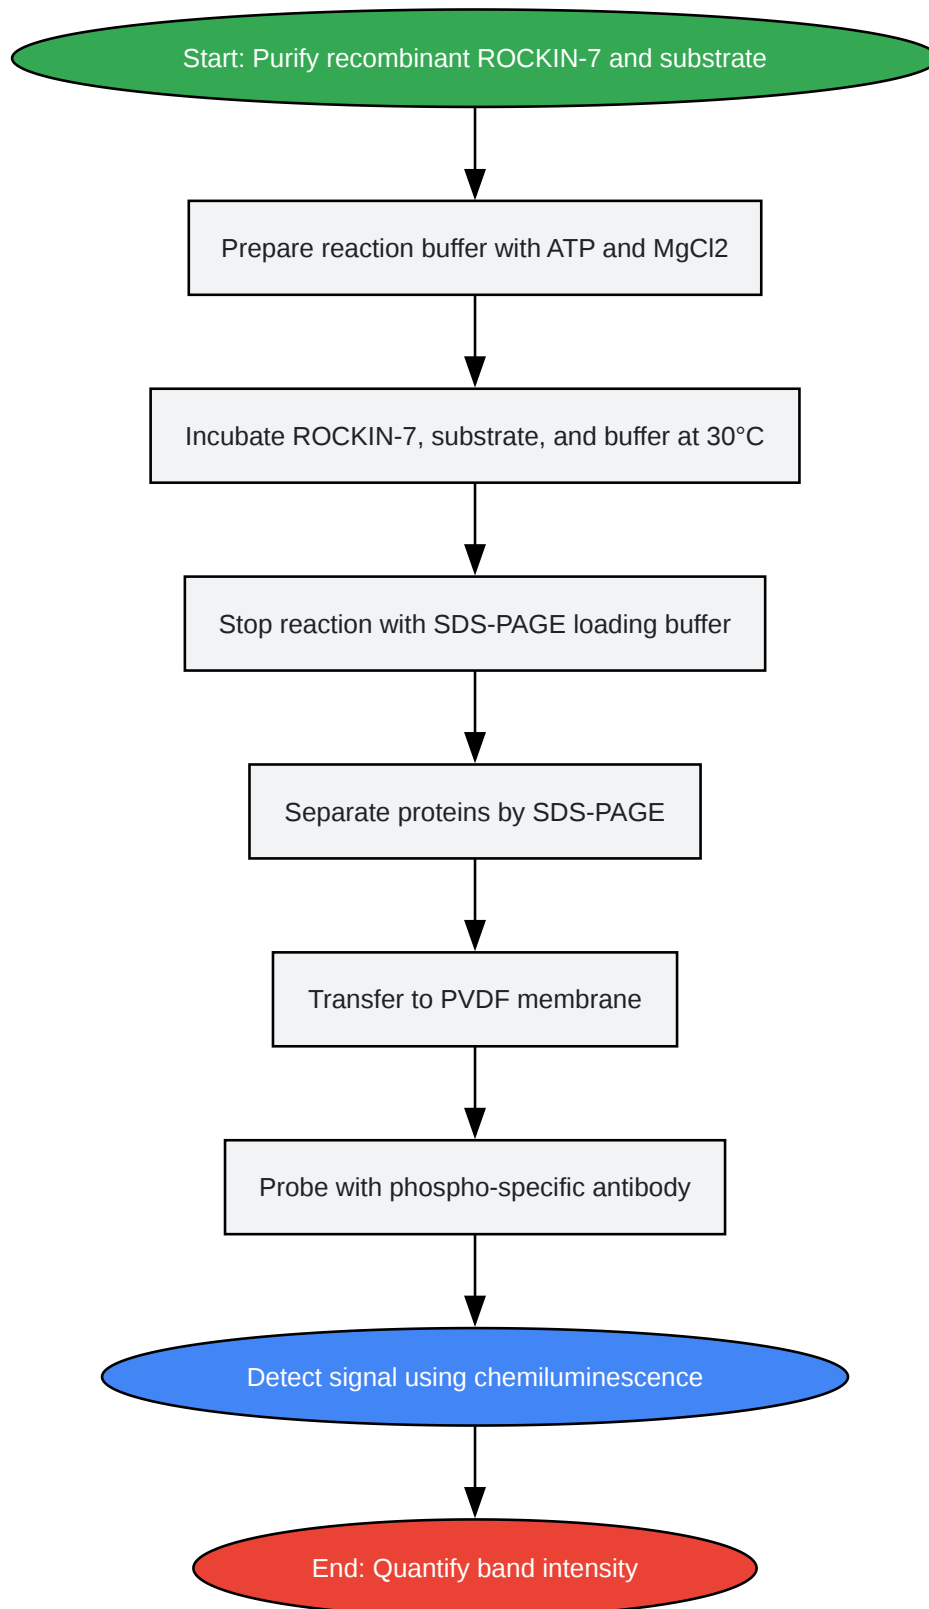 Start: Purify recombinant ROCKIN-7 and substrate
Prepare reaction buffer with ATP and MgCl2
Incubate ROCKIN-7, substrate, and buffer at 30°C
Stop reaction with SDS-PAGE loading buffer
Separate proteins by SDS-PAGE
Transfer to PVDF membrane
Probe with phospho-specific antibody
Detect signal using chemiluminescence
End: Quantify band intensity